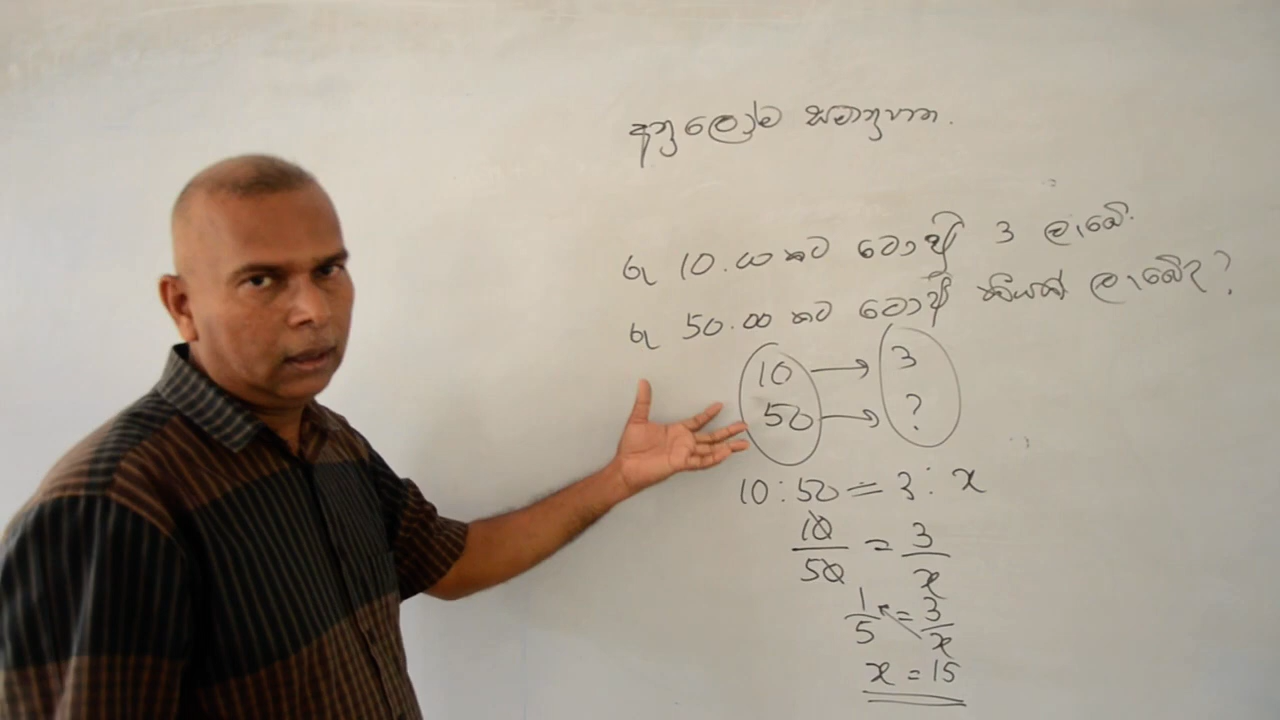 අනුලෝම සමානුපාත.
රු 10.00 කට ටොෆි 3 ලැබේ.
රු 50.00 කට ටොෆි කීයක් ලැබේද?
10 → 3
50 → ?
10 : 50 = 3 : x
10/50 = 3/x
1/5 = 3/x
x = 15